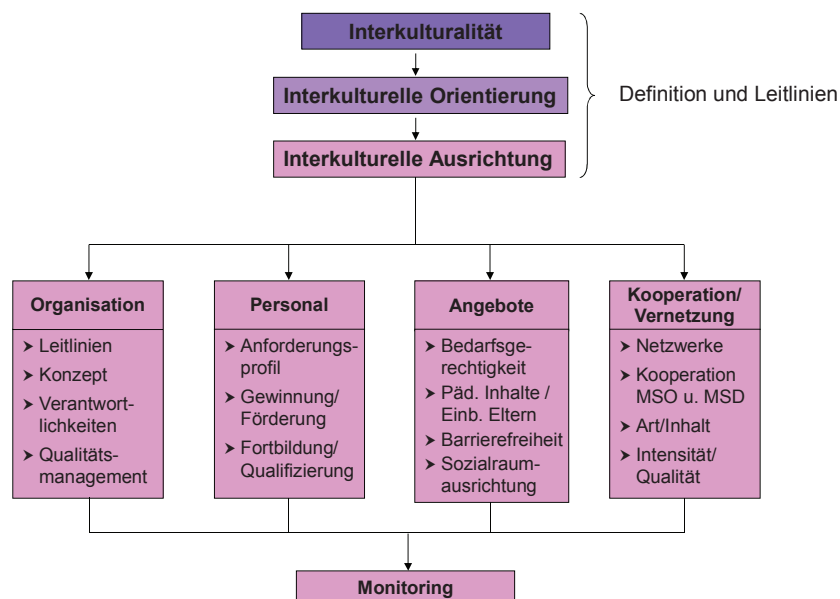 Interkulturalität
Interkulturelle Orientierung
Definition und Leitlinien
Interkulturelle Ausrichtung
Organisation
➤ Leitlinien
➤ Konzept
➤ Verantwort-
lichkeiten
➤ Qualitäts-
management
Personal
➤ Anforderungs-
profil
➤ Gewinnung/
Förderung
➤ Fortbildung/
Qualifizierung
Angebote
➤ Bedarfsge-
rechtigkeit
➤ Päd. Inhalte /
Einb. Eltern
➤ Barrierefreiheit
➤ Sozialraum-
ausrichtung
Kooperation/
Vernetzung
➤ Netzwerke
➤ Kooperation
MSO u. MSD
➤ Art/Inhalt
➤ Intensität/
Qualität
Monitoring